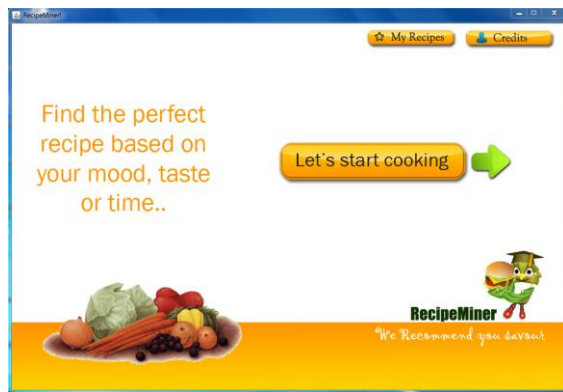 RecipeMiner!
My Recipes
Credits
Find the perfect
recipe based on
your mood, taste
or time..
Let's start cooking
RecipeMiner
We Recommend you savour